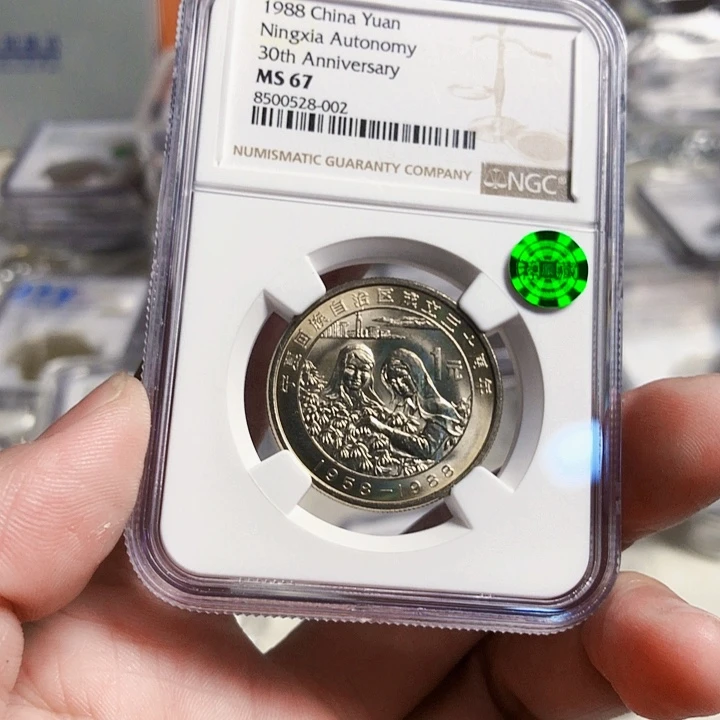 1988 China Yuan
Ningxia Autonomy
30th Anniversary
MS 67
8500528-002
NUMISMATIC GUARANTY COMPANY
NGC®
宁夏回族自治区成立三十周年
1元
1958-1988